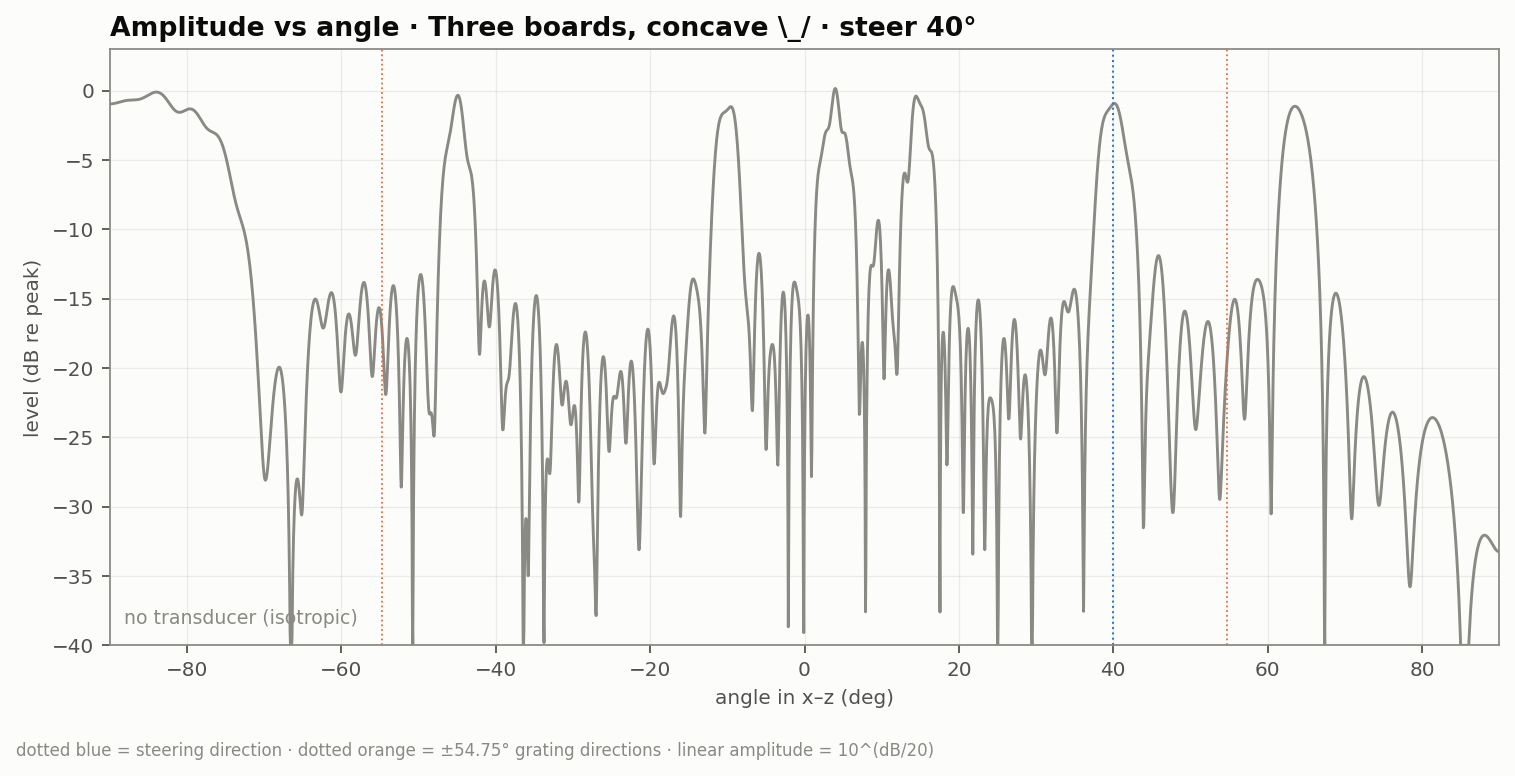 Amplitude vs angle · Three boards, concave \_/ · steer 40°
level (dB re peak)
0
−5
−10
−15
−20
−25
−30
−35
−40
no transducer (isotropic)
−80 −60 −40 −20 0 20 40 60 80
angle in x–z (deg)
dotted blue = steering direction · dotted orange = ±54.75° grating directions · linear amplitude = 10^(dB/20)